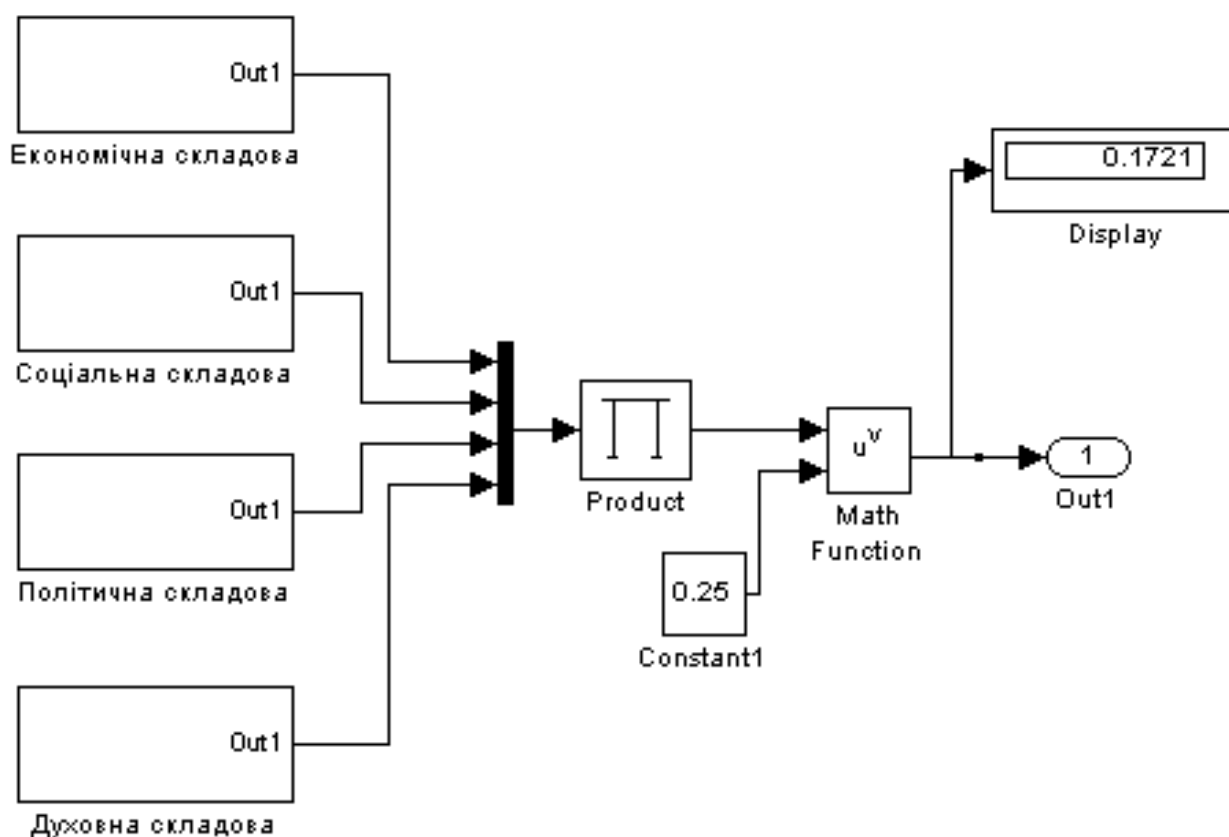 Out1
Економічна складова
Out1
Соціальна складова
Out1
Політична складова
Out1
Духовна складова
Product
0.25
Constant1
u^v
Math
Function
0.1721
Display
1
Out1